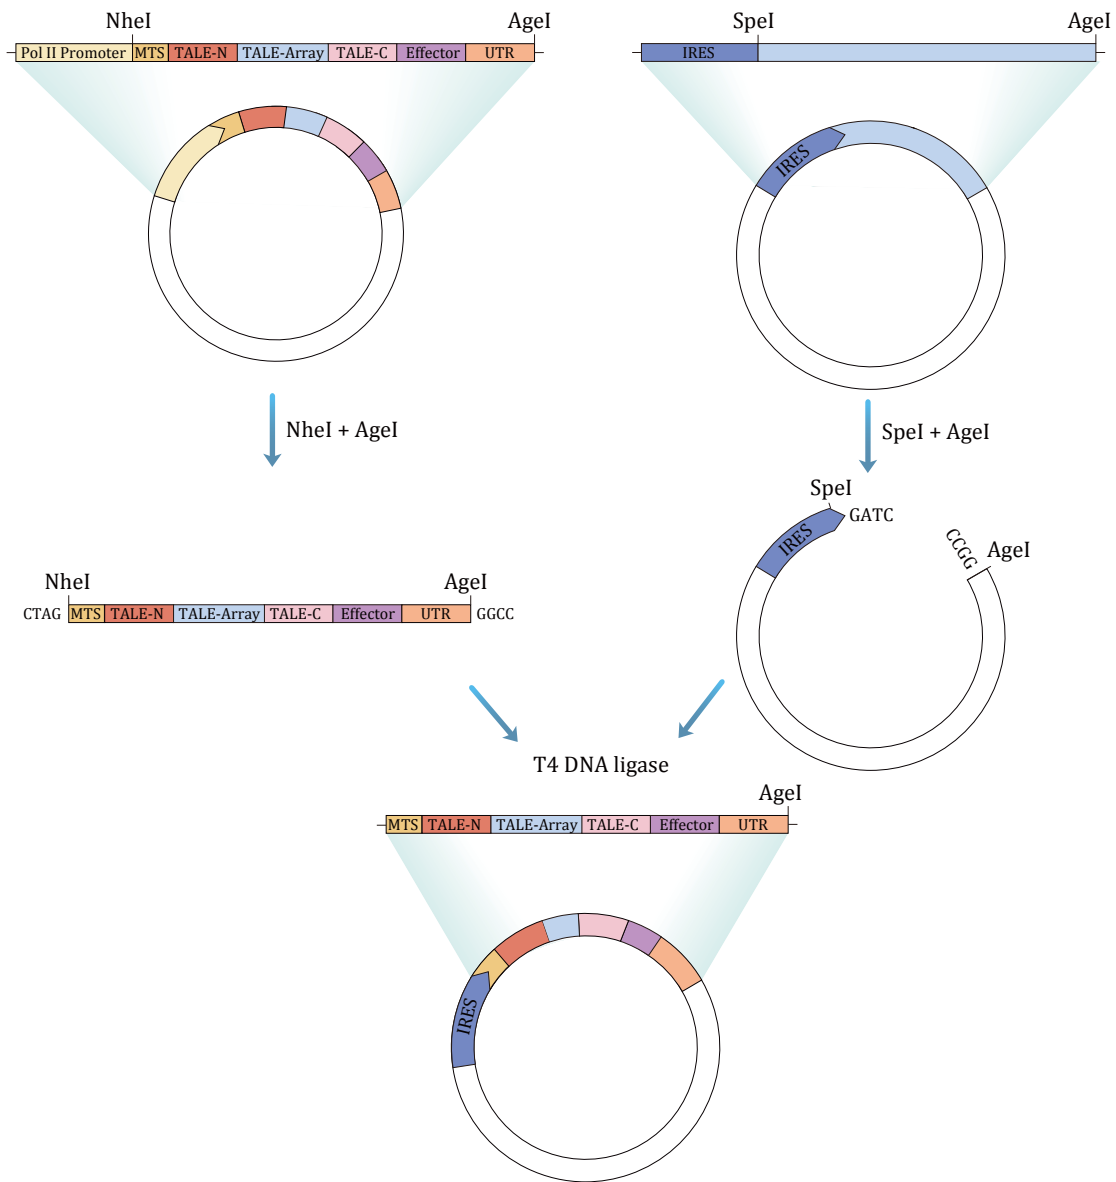 NheI AgeI
Pol II Promoter MTS TALE-N TALE-Array TALE-C Effector UTR
SpeI AgeI
IRES
IRES
NheI + AgeI
SpeI + AgeI
SpeI
IRES GATC
CCGG AgeI
NheI AgeI
CTAG MTS TALE-N TALE-Array TALE-C Effector UTR GGCC
T4 DNA ligase
AgeI
MTS TALE-N TALE-Array TALE-C Effector UTR
IRES